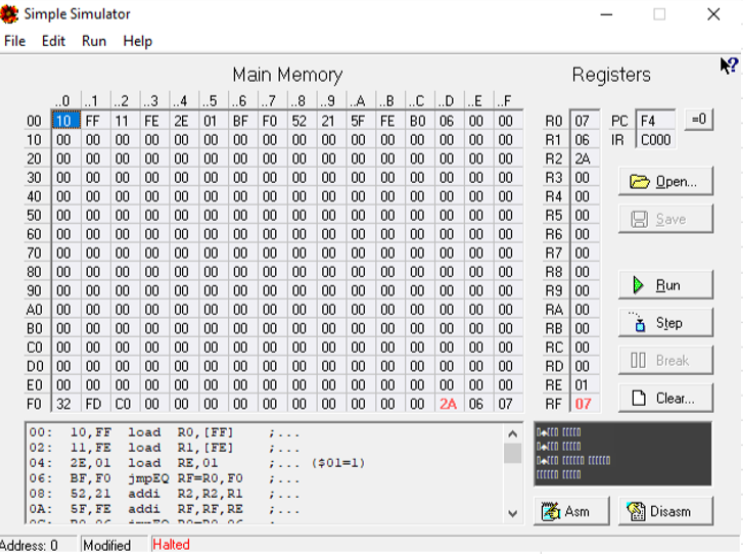 Simple Simulator
File Edit Run Help
Main Memory Registers
..0 ..1 ..2 ..3 ..4 ..5 ..6 ..7 ..8 ..9 ..A ..B ..C ..D ..E ..F
00 10 FF 11 FE 2E 01 BF F0 52 21 5F FE B0 06 00 00 R0 07 PC F4 =0
10 00 00 00 00 00 00 00 00 00 00 00 00 00 00 00 00 R1 06 IR C000
20 00 00 00 00 00 00 00 00 00 00 00 00 00 00 00 00 R2 2A
30 00 00 00 00 00 00 00 00 00 00 00 00 00 00 00 00 R3 00 Open...
40 00 00 00 00 00 00 00 00 00 00 00 00 00 00 00 00 R4 00
50 00 00 00 00 00 00 00 00 00 00 00 00 00 00 00 00 R5 00 Save
60 00 00 00 00 00 00 00 00 00 00 00 00 00 00 00 00 R6 00
70 00 00 00 00 00 00 00 00 00 00 00 00 00 00 00 00 R7 00
80 00 00 00 00 00 00 00 00 00 00 00 00 00 00 00 00 R8 00
90 00 00 00 00 00 00 00 00 00 00 00 00 00 00 00 00 R9 00 Run
A0 00 00 00 00 00 00 00 00 00 00 00 00 00 00 00 00 RA 00
B0 00 00 00 00 00 00 00 00 00 00 00 00 00 00 00 00 RB 00 Step
C0 00 00 00 00 00 00 00 00 00 00 00 00 00 00 00 00 RC 00
D0 00 00 00 00 00 00 00 00 00 00 00 00 00 00 00 00 RD 00 Break
E0 00 00 00 00 00 00 00 00 00 00 00 00 00 00 00 00 RE 01
F0 32 FD C0 00 00 00 00 00 00 00 00 00 00 2A 06 07 RF 07 Clear...
00: 10,FF load R0,[FF] ;...
02: 11,FE load R1,[FE] ;...
04: 2E,01 load RE,01 ;... ($01=1)
06: BF,F0 jmpEQ RF=R0,F0 ;...
08: 52,21 addi R2,R2,R1 ;...
0A: 5F,FE addi RF,RF,RE ;...
Asm Disasm
Address: 0 Modified Halted